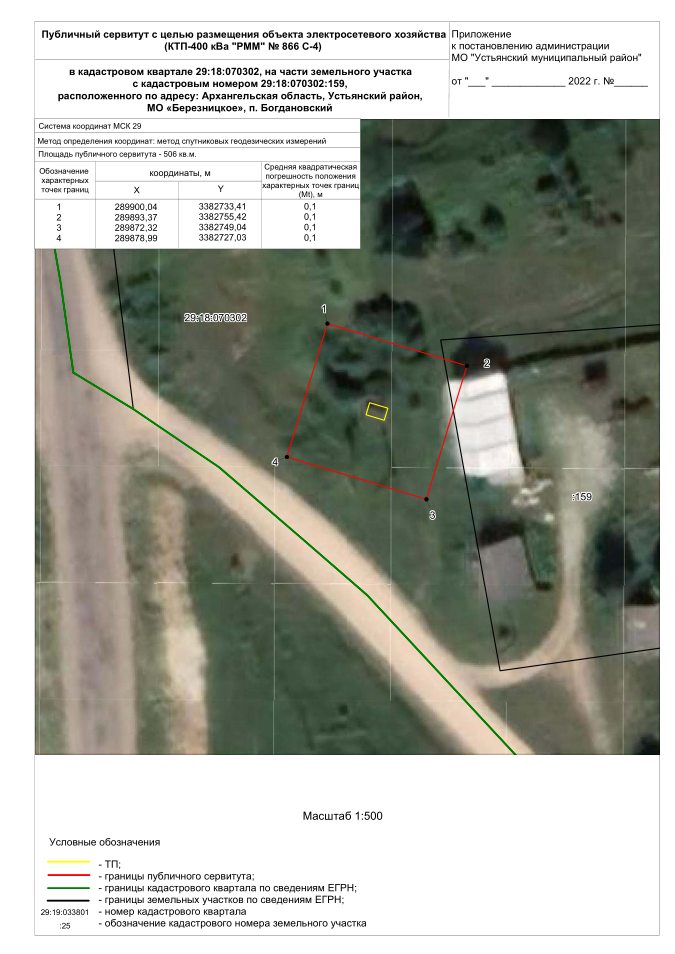 Публичный сервитут с целью размещения объекта электросетевого хозяйства
(КТП-400 кВа "РММ" № 866 С-4)
в кадастровом квартале 29:18:070302, на части земельного участка
с кадастровым номером 29:18:070302:159,
расположенного по адресу: Архангельская область, Устьянский район,
МО «Березницкое», п. Богдановский
Приложение
к постановлению администрации
МО "Устьянский муниципальный район"
от "___" _____________ 2022 г. №______
Система координат МСК 29
Метод определения координат: метод спутниковых геодезических измерений
Площадь публичного сервитута - 506 кв.м.
Обозначение
характерных
точек границ
координаты, м
X Y
Средняя квадратическая
погрешность положения
характерных точек границ
(Mt), м
1 289900,04 3382733,41 0,1
2 289893,37 3382755,42 0,1
3 289872,32 3382749,04 0,1
4 289878,99 3382727,03 0,1
1
29:18:070302
2
4
:159
3
Масштаб 1:500
Условные обозначения
- ТП;
- границы публичного сервитута;
- границы кадастрового квартала по сведениям ЕГРН;
- границы земельных участков по сведениям ЕГРН;
29:19:033801 - номер кадастрового квартала
:25 - обозначение кадастрового номера земельного участка